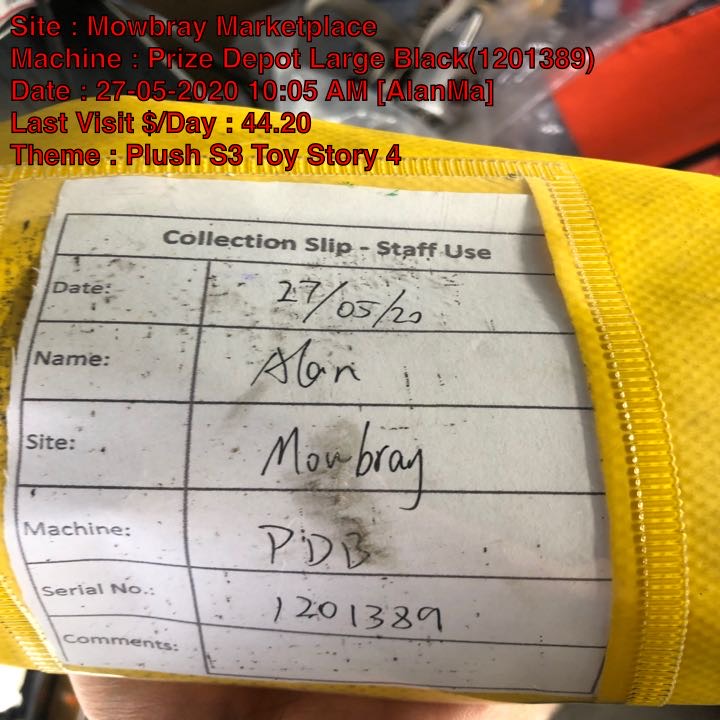 Site : Mowbray Marketplace
Machine : Prize Depot Large Black(1201389)
Date : 27-05-2020 10:05 AM [AlanMa]
Last Visit $/Day : 44.20
Theme : Plush S3 Toy Story 4
Collection Slip - Staff Use
Date: 27/05/20
Name: Alan
Site: Mowbray
Machine: PDB
Serial No.: 1201389
Comments: